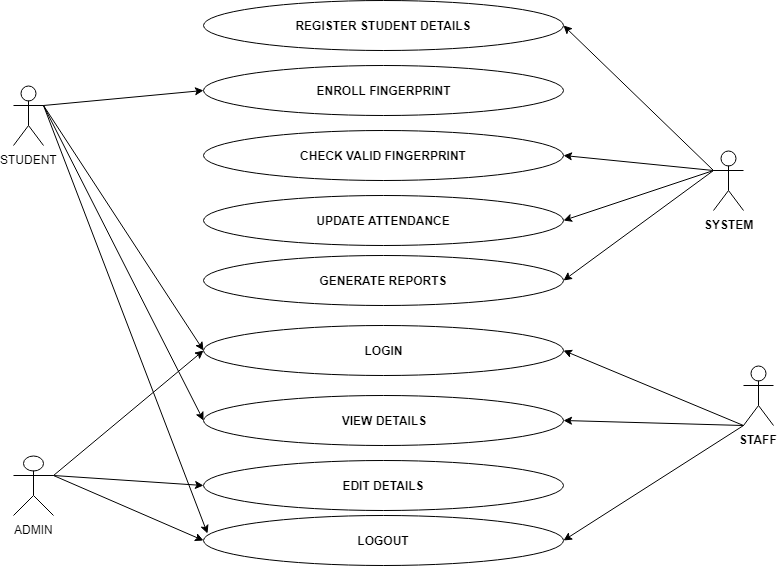 REGISTER STUDENT DETAILS
ENROLL FINGERPRINT
STUDENT
CHECK VALID FINGERPRINT
UPDATE ATTENDANCE
SYSTEM
GENERATE REPORTS
LOGIN
VIEW DETAILS
STAFF
EDIT DETAILS
ADMIN
LOGOUT